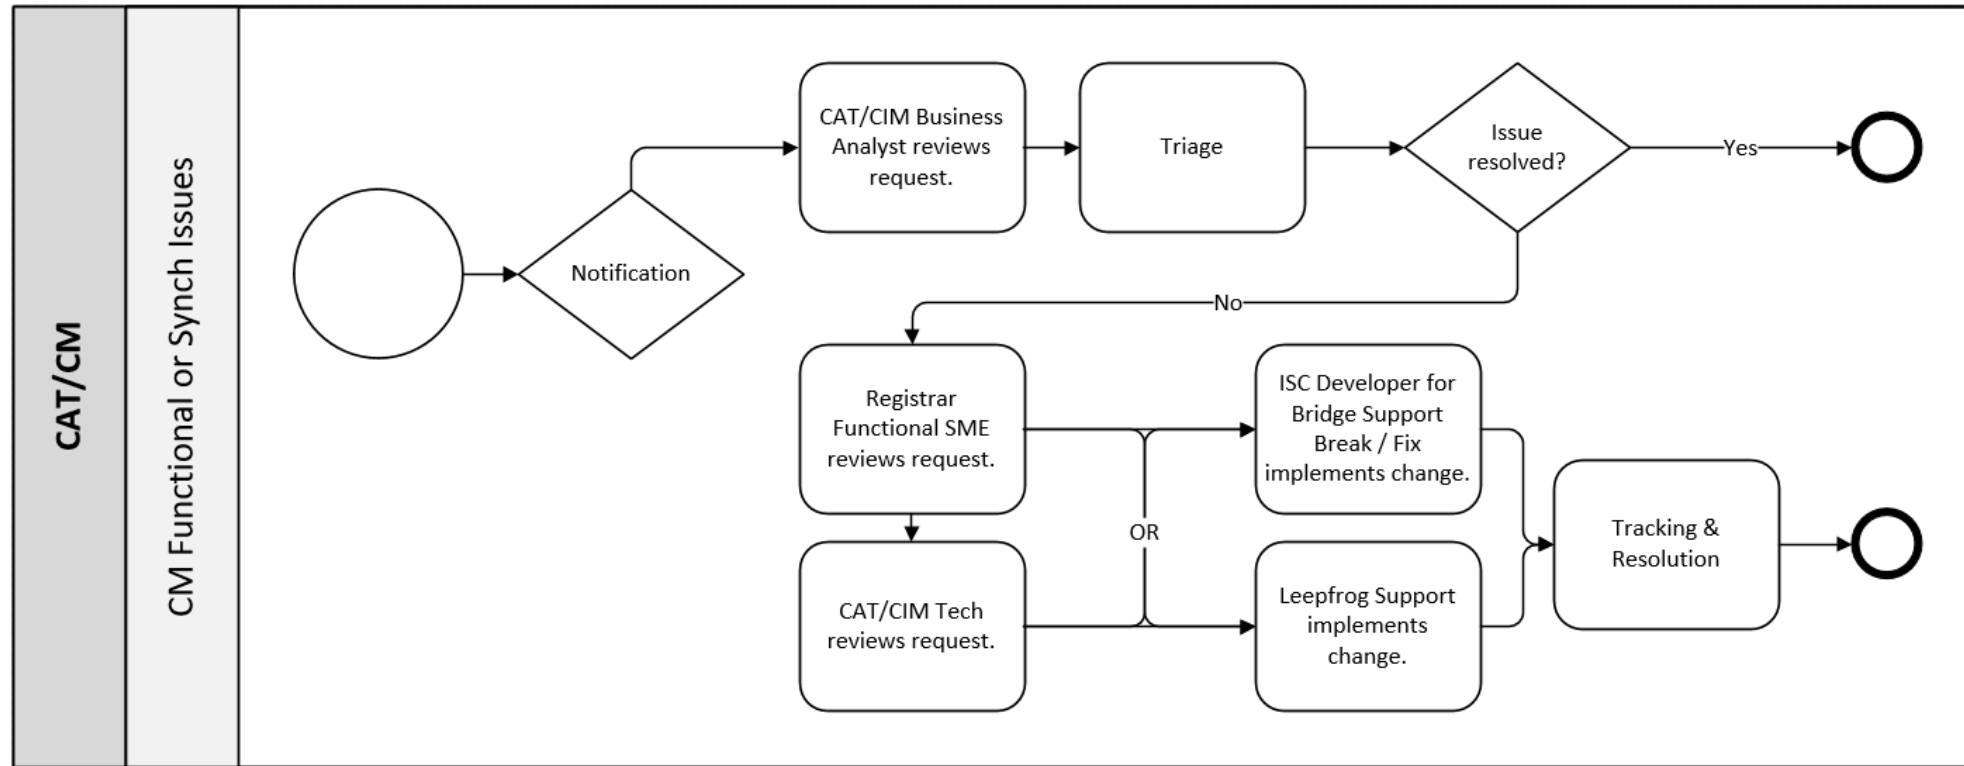 CAT/CM
CM Functional or Synch Issues
Notification
CAT/CIM Business
Analyst reviews
request.
Triage
Issue
resolved?
Yes
No
Registrar
Functional SME
reviews request.
ISC Developer for
Bridge Support
Break / Fix
implements change.
OR
CAT/CIM Tech
reviews request.
Leepfrog Support
implements
change.
Tracking &
Resolution